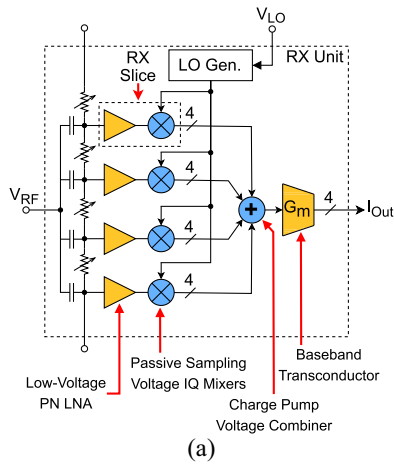 V_LO
RX
Slice
LO Gen.
RX Unit
4
4
V_RF
G_m
4
I_Out
4
4
Low-Voltage
PN LNA
Passive Sampling
Voltage IQ Mixers
Baseband
Transconductor
Charge Pump
Voltage Combiner
(a)